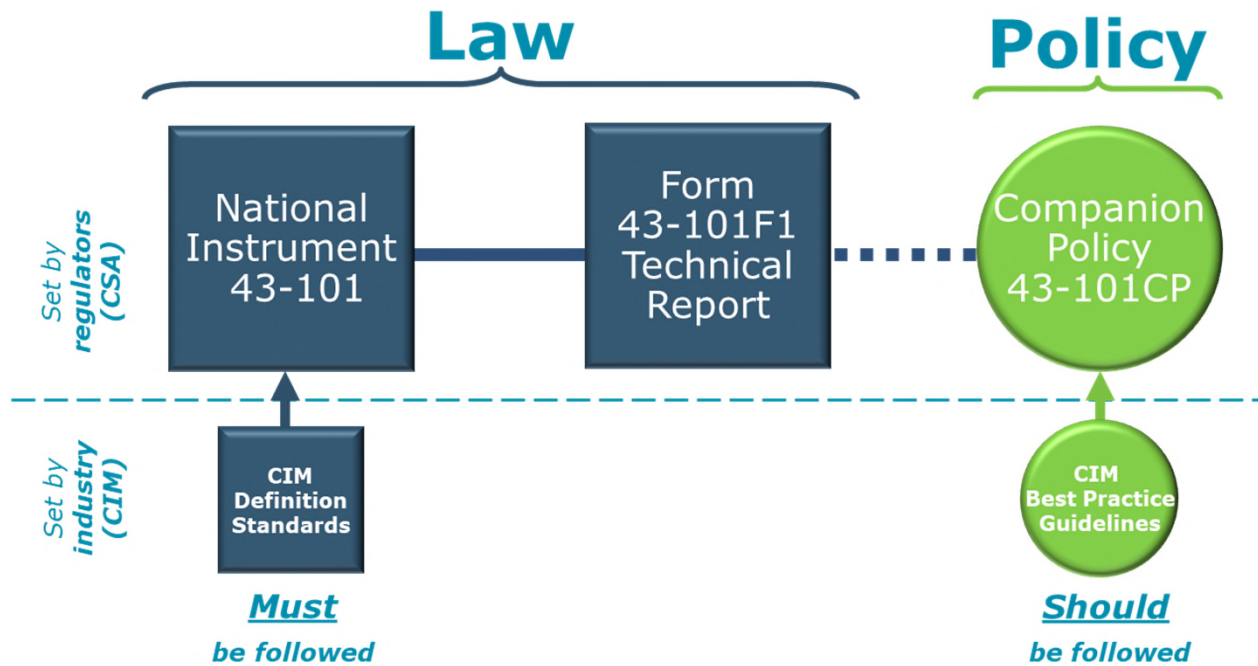 Law
Policy
Set by
regulators
(CSA)
National
Instrument
43-101
Form
43-101F1
Technical
Report
Companion
Policy
43-101CP
Set by
industry
(CIM)
CIM
Definition
Standards
CIM
Best Practice
Guidelines
Must
be followed
Should
be followed